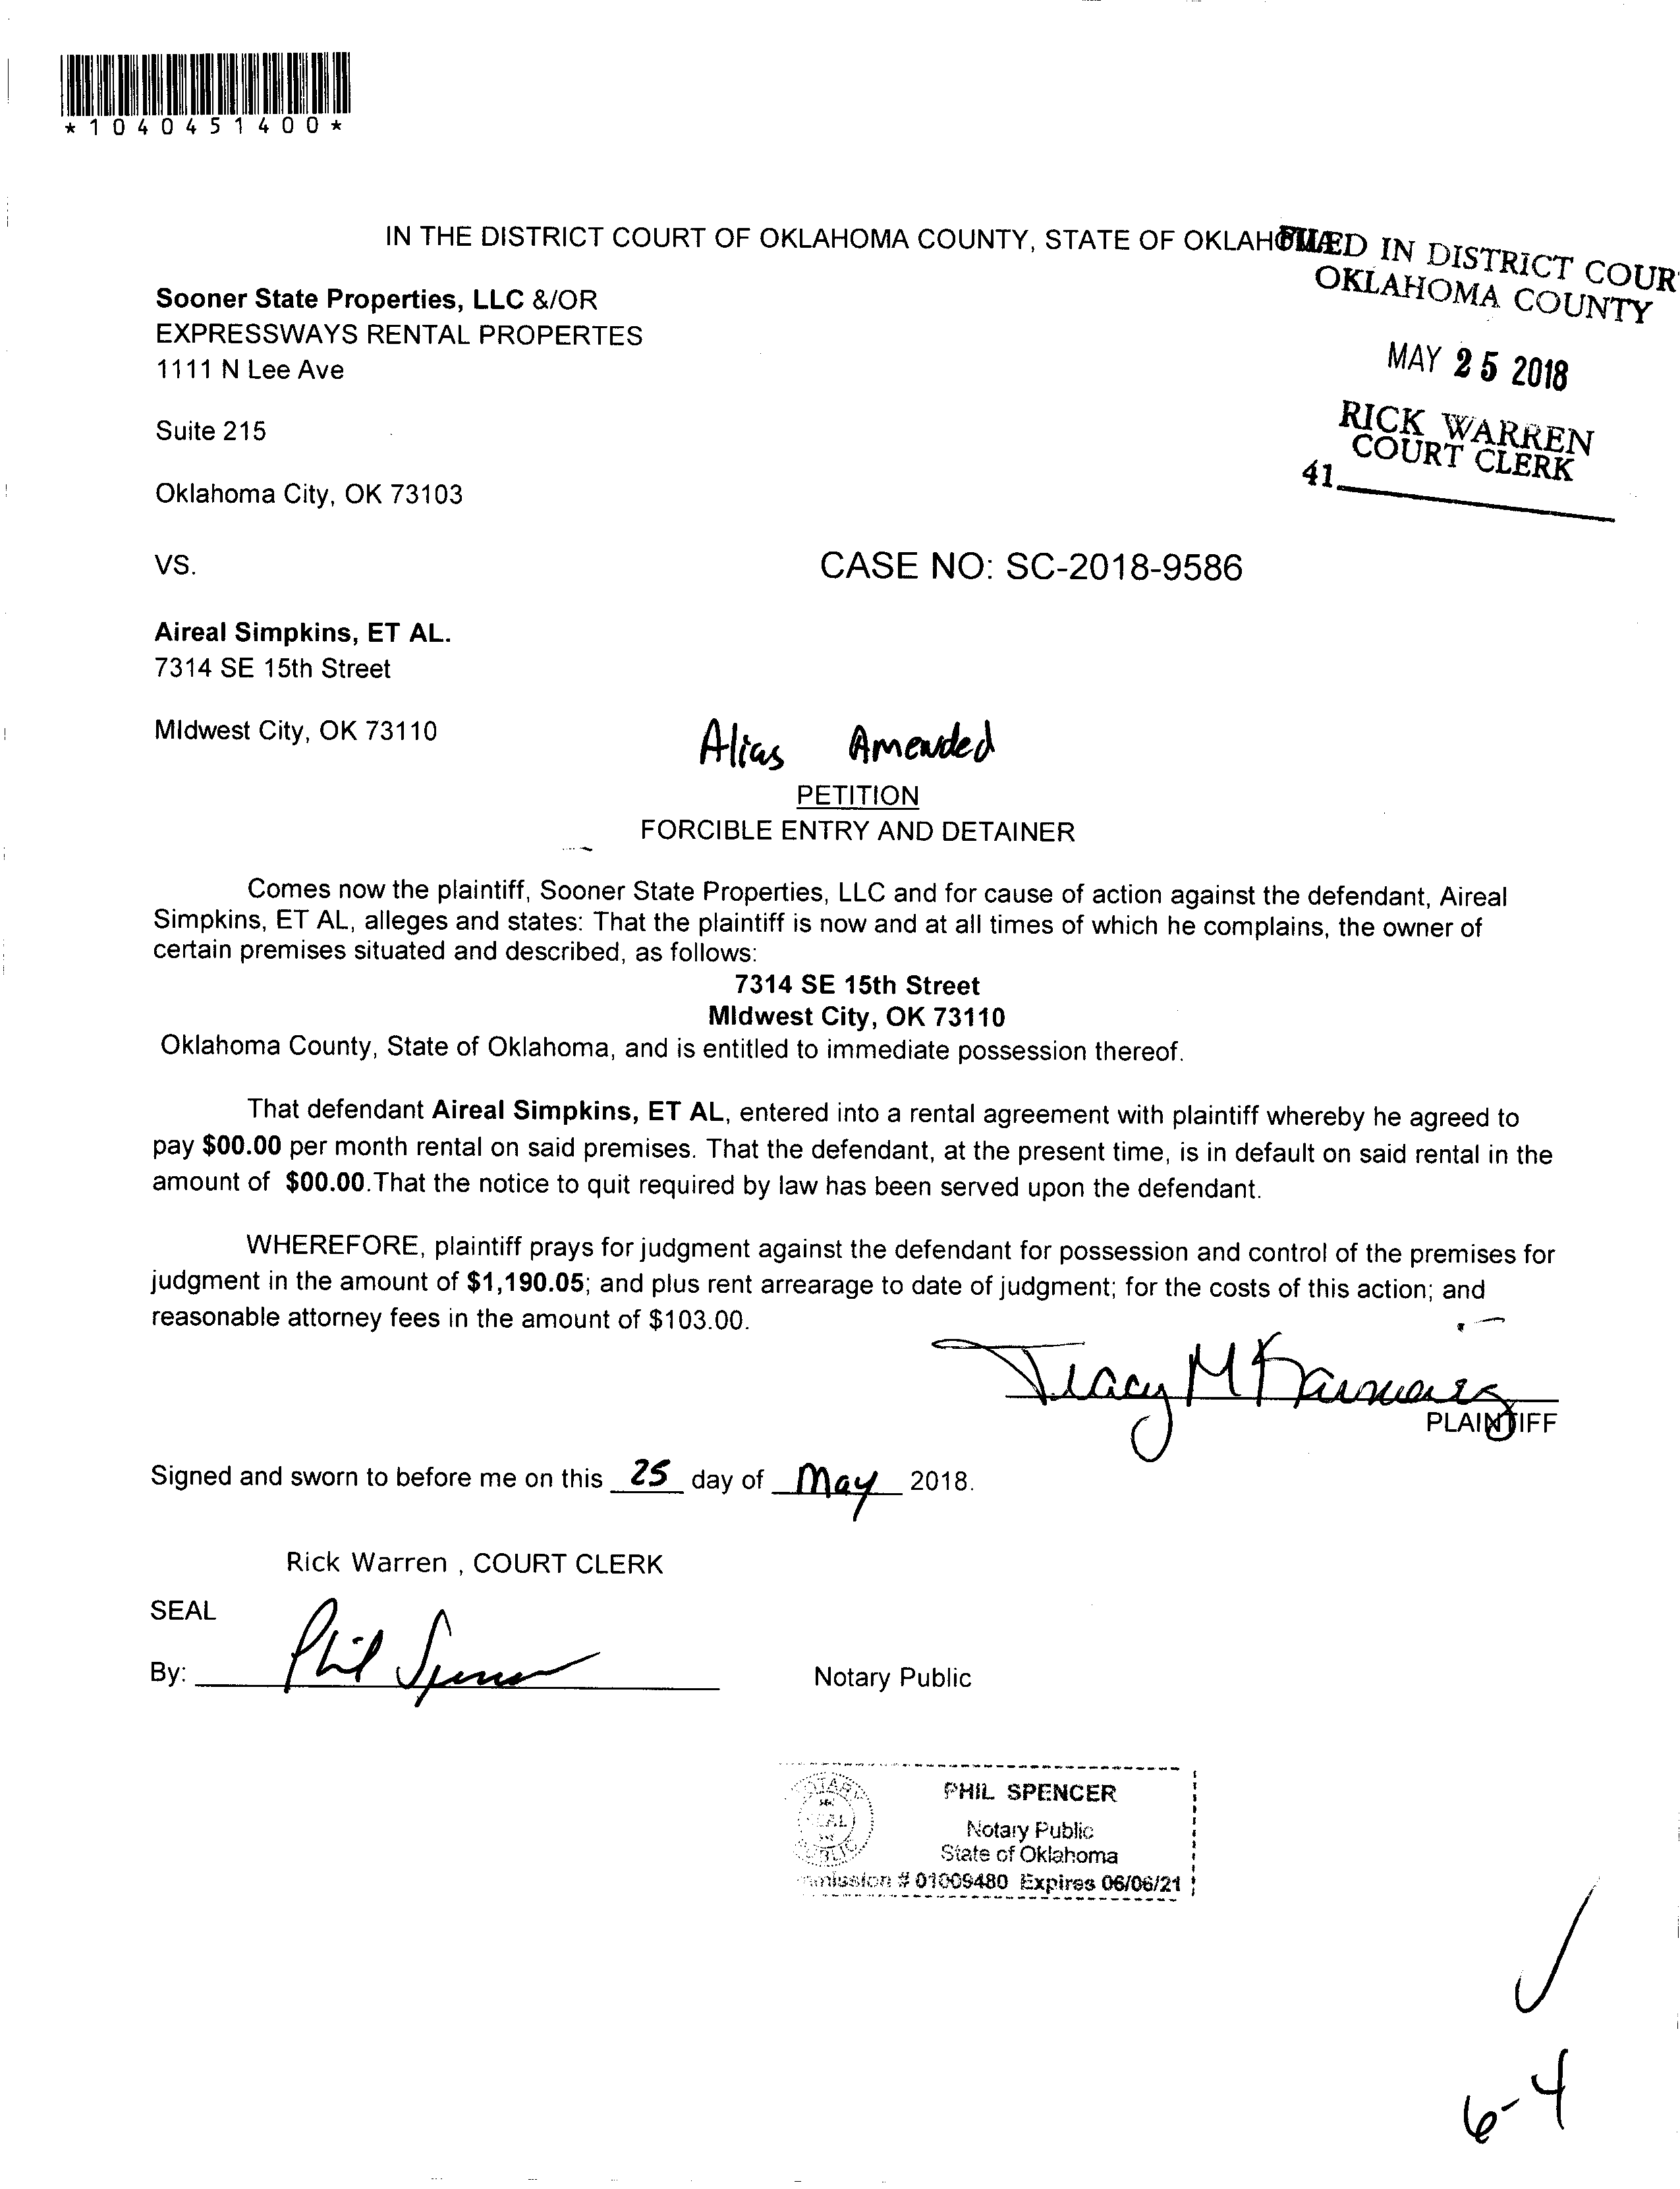 *1040451400*
IN THE DISTRICT COURT OF OKLAHOMA COUNTY, STATE OF
FILED IN DISTRICT COUR
OKLAHOMA COUNTY
MAY 25 2018
RICK WARREN
COURT CLERK
41
Sooner State Properties, LLC &/OR
EXPRESSWAYS RENTAL PROPERTES
1111 N Lee Ave
Suite 215
Oklahoma City, OK 73103
VS.
CASE NO: SC-2018-9586
Aireal Simpkins, ET AL.
7314 SE 15th Street
MIdwest City, OK 73110
Alias Amended
PETITION
FORCIBLE ENTRY AND DETAINER
Comes now the plaintiff, Sooner State Properties, LLC and for cause of action against the defendant, Aireal
Simpkins, ET AL, alleges and states: That the plaintiff is now and at all times of which he complains, the owner of
certain premises situated and described, as follows:
7314 SE 15th Street
MIdwest City, OK 73110
Oklahoma County, State of Oklahoma, and is entitled to immediate possession thereof.
That defendant Aireal Simpkins, ET AL, entered into a rental agreement with plaintiff whereby he agreed to
pay $00.00 per month rental on said premises. That the defendant, at the present time, is in default on said rental in the
amount of $00.00.That the notice to quit required by law has been served upon the defendant.
WHEREFORE, plaintiff prays for judgment against the defendant for possession and control of the premises for
judgment in the amount of $1,190.05; and plus rent arrearage to date of judgment; for the costs of this action; and
reasonable attorney fees in the amount of $103.00.
Tracy M
PLAINTIFF
Signed and sworn to before me on this 25 day of May 2018.
Rick Warren , COURT CLERK
SEAL
By: Phil Spencer
Notary Public
NOTARY
SEAL
PUBLIC
PHIL SPENCER
Notary Public
State of Oklahoma
mmission # 01009480 Expires 06/06/21
6-4